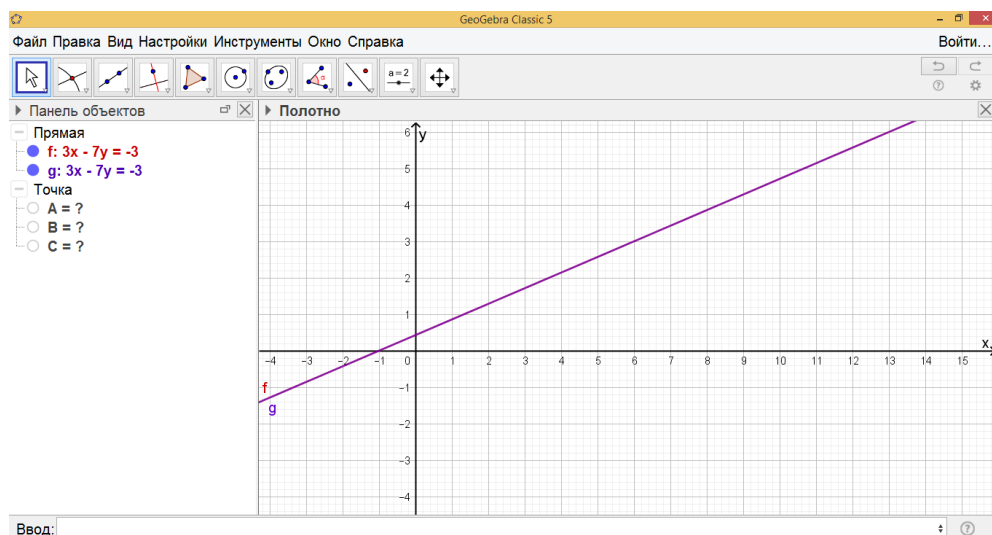 GeoGebra Classic 5
Файл Правка Вид Настройки Инструменты Окно Справка Войти...
a=2
Панель объектов
Полотно
Прямая
f: 3x - 7y = -3
g: 3x - 7y = -3
Точка
A = ?
B = ?
C = ?
y
6
5
4
3
2
1
-4 -3 -2 -1 0 1 2 3 4 5 6 7 8 9 10 11 12 13 14 15
x
-1
-2
-3
-4
f
g
Ввод: